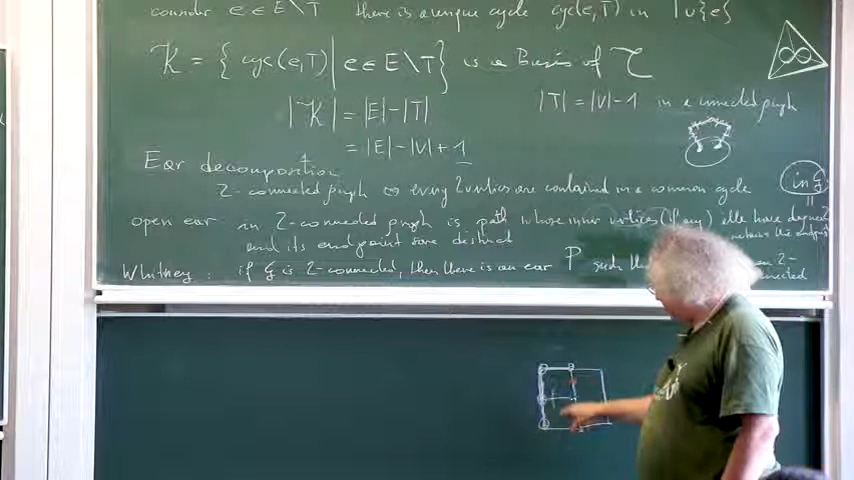 consider e ∈ E\T there is a unique cycle cyc(e,T) in T∪{e}
K = { cyc(e,T) | e ∈ E\T } is a Basis of
|K| = |E|-|T|
|T| = |V|-1 in a connected graph
= |E|-|V|+1
Ear decomposition
2-connected graph ⇔ every 2 vertices are contained in a common cycle
in G
open ear in 2-connected graph is path whose inner vertices (if any) all have degree 2
and its endpoints are distinct
Whitney: if G is 2-connected, then there is an ear P such 2-
connected